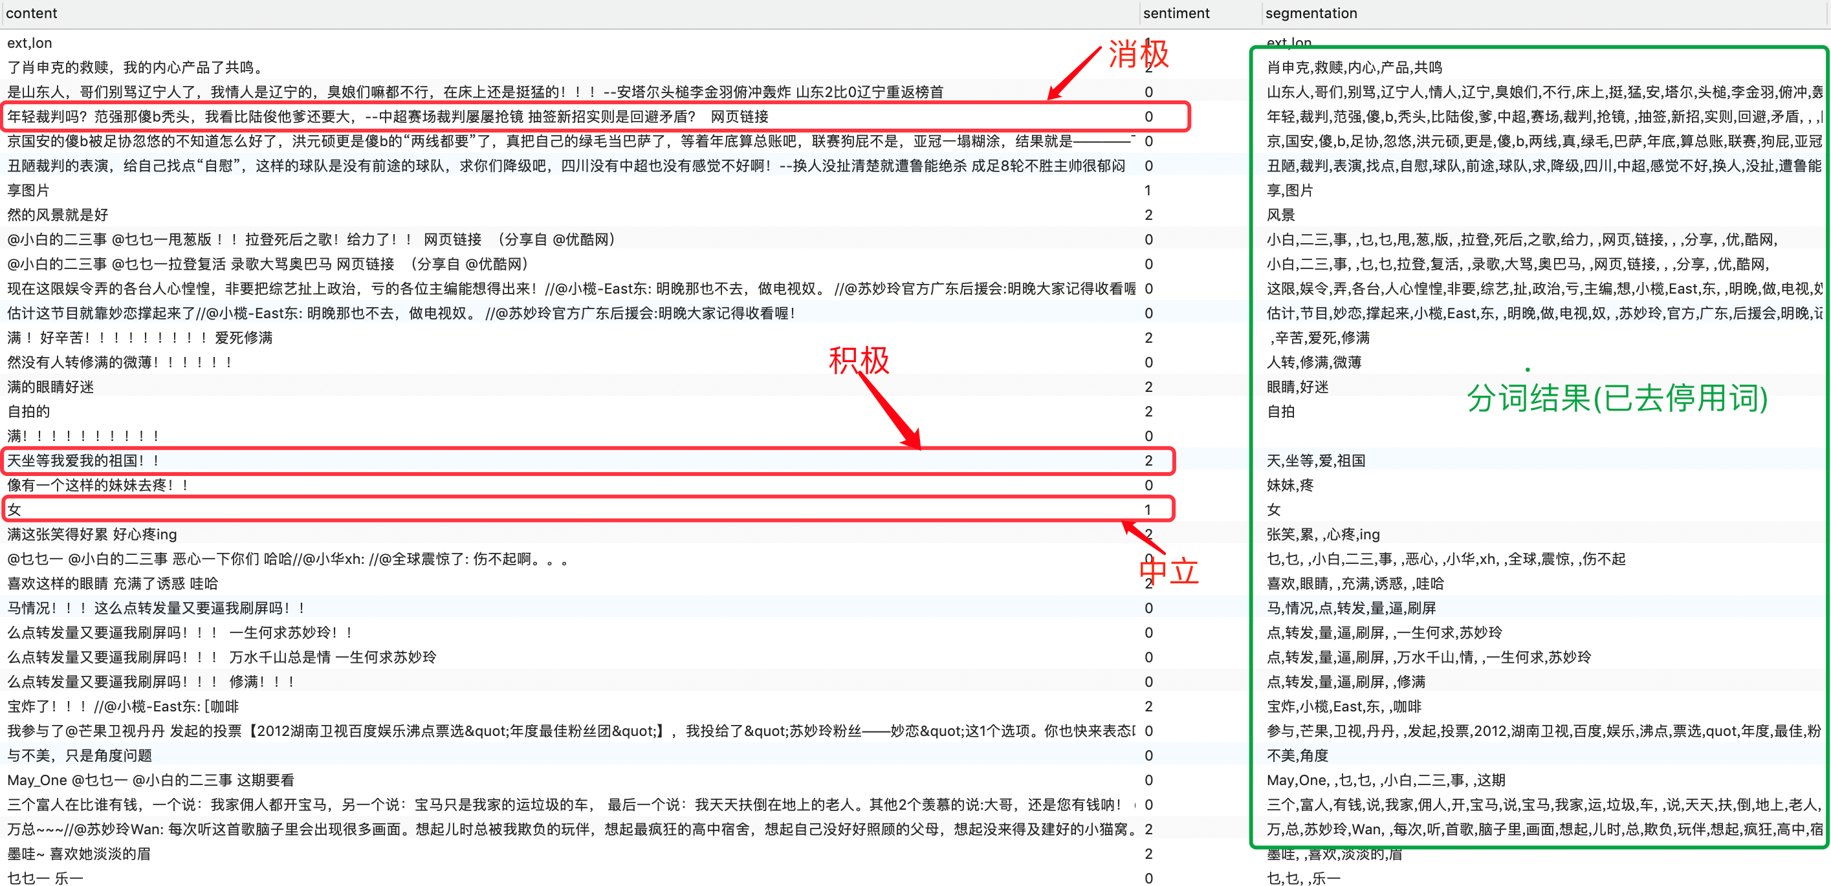 content	sentiment	segmentation
ext,lon	1	ext,lon
消极
了肖申克的救赎，我的内心产品了共鸣。	2	肖申克,救赎,内心,产品,共鸣
是山东人，哥们别骂辽宁人了，我情人是辽宁的，臭娘们嘛都不行，在床上还是挺猛的！！！--安塔尔头槌李金羽俯冲轰炸 山东2比0辽宁重返榜首	0	山东人,哥们,别骂,辽宁人,情人,辽宁,臭娘们,不行,床上,挺,猛,安,塔尔,头槌,李金羽,俯冲,轰
年轻裁判吗？范强那傻b秃头，我看比陆俊他爹还要大，--中超赛场裁判屡屡抢镜 抽签新招实则是回避矛盾？ 网页链接	0	年轻,裁判,范强,傻,b,秃头,比陆俊,爹,中超,赛场,裁判,抢镜, ,抽签,新招,实则,回避,矛盾, ,
京国安的傻b被足协忽悠的不知道怎么好了，洪元硕更是傻b的“两线都要”了，真把自己的绿毛当巴萨了，等着年底算总账吧，联赛狗屁不是，亚冠一塌糊涂，结果就是————	0	京,国安,傻,b,足协,忽悠,洪元硕,更是,傻,b,两线,真,绿毛,巴萨,年底,算总账,联赛,狗屁,亚冠
丑陋裁判的表演，给自己找点“自慰”，这样的球队是没有前途的球队，求你们降级吧，四川没有中超也没有感觉不好啊！--换人没扯清楚就遭鲁能绝杀 成足8轮不胜主帅很郁闷	0	丑陋,裁判,表演,找点,自慰,球队,前途,球队,求,降级,四川,中超,感觉不好,换人,没扯,遭鲁能
享图片	1	享,图片
然的风景就是好	2	风景
@小白的二三事 @乜乜一甩葱版 ！！拉登死后之歌！给力了！！ 网页链接 （分享自 @优酷网）	0	小白,二三,事, ,乜,乜,甩,葱,版, ,拉登,死后,之歌,给力, ,网页,链接, , ,分享, ,优,酷网,
@小白的二三事 @乜乜一拉登复活 录歌大骂奥巴马 网页链接 （分享自 @优酷网）	0	小白,二三,事, ,乜,乜,拉登,复活, ,录歌,大骂,奥巴马, ,网页,链接, , ,分享, ,优,酷网,
现在这限娱令弄的各台人心惶惶，非要把综艺扯上政治，亏的各位主编能想得出来！//@小榄-East东: 明晚那也不去，做电视奴。 //@苏妙玲官方广东后援会:明晚大家记得收看喔	0	这限,娱令,弄,各台,人心惶惶,非要,综艺,扯,政治,亏,主编,想,小榄,East,东, ,明晚,做,电视,奴
估计这节目就靠妙恋撑起来了//@小榄-East东: 明晚那也不去，做电视奴。 //@苏妙玲官方广东后援会:明晚大家记得收看喔！	0	估计,节目,妙恋,撑起来,小榄,East,东, ,明晚,做,电视,奴, ,苏妙玲,官方,广东,后援会,明晚,记
满 ！好辛苦！！！！！！！！！爱死修满	2	,辛苦,爱死,修满
积极
然没有人转修满的微薄！！！！！！	0	人转,修满,微薄
满的眼睛好迷	2	眼睛,好迷
分词结果(已去停用词)
自拍的	2	自拍
满！！！！！！！！！！	0
天坐等我爱我的祖国！！	2	天,坐等,爱,祖国
像有一个这样的妹妹去疼！！	0	妹妹,疼
女	1	女
满这张笑得好累 好心疼ing	2	张笑,累, ,心疼,ing
@乜乜一 @小白的二三事 恶心一下你们 哈哈//@小华xh: //@全球震惊了: 伤不起啊。。。	0	乜,乜, ,小白,二三,事, ,恶心, ,小华,xh, ,全球,震惊, ,伤不起
中立
喜欢这样的眼睛 充满了诱惑 哇哈	2	喜欢,眼睛, ,充满,诱惑, ,哇哈
马情况！！！这么点转发量又要逼我刷屏吗！！	0	马,情况,点,转发,量,逼,刷屏
么点转发量又要逼我刷屏吗！！！ 一生何求苏妙玲！！	0	点,转发,量,逼,刷屏, ,一生何求,苏妙玲
么点转发量又要逼我刷屏吗！！！ 万水千山总是情 一生何求苏妙玲	0	点,转发,量,逼,刷屏, ,万水千山,情, ,一生何求,苏妙玲
么点转发量又要逼我刷屏吗！！！ 修满！！！	0	点,转发,量,逼,刷屏, ,修满
宝炸了！！！//@小榄-East东: [咖啡	2	宝炸,小榄,East,东, ,咖啡
我参与了@芒果卫视丹丹 发起的投票【2012湖南卫视百度娱乐沸点票选&quot;年度最佳粉丝团&quot;】，我投给了&quot;苏妙玲粉丝——妙恋&quot;这1个选项。你也快来表态	0	参与,芒果,卫视,丹丹, ,发起,投票,2012,湖南卫视,百度,娱乐,沸点,票选,quot,年度,最佳,粉
与不美，只是角度问题	0	不美,角度
May_One @乜乜一 @小白的二三事 这期要看	0	May,One, ,乜,乜, ,小白,二三,事, ,这期
三个富人在比谁有钱，一个说：我家佣人都开宝马，另一个说：宝马只是我家的运垃圾的车， 最后一个说：我天天扶倒在地上的老人。其他2个羡慕的说:大哥，还是您有钱呐！（	0	三个,富人,有钱,说,我家,佣人,开,宝马,说,宝马,我家,运,垃圾,车, ,说,天天,扶,倒,地上,老人,
万总~~~//@苏妙玲Wan: 每次听这首歌脑子里会出现很多画面。想起儿时总被我欺负的玩伴，想起最疯狂的高中宿舍，想起自己没好好照顾的父母，想起没来得及建好的小猫窝。	2	万,总,苏妙玲,Wan, ,每次,听,首歌,脑子里,画面,想起,儿时,总,欺负,玩伴,想起,疯狂,高中,宿
墨哇~ 喜欢她淡淡的眉	2	墨哇, ,喜欢,淡淡的,眉
乜乜一 乐一	0	乜,乜, ,乐一